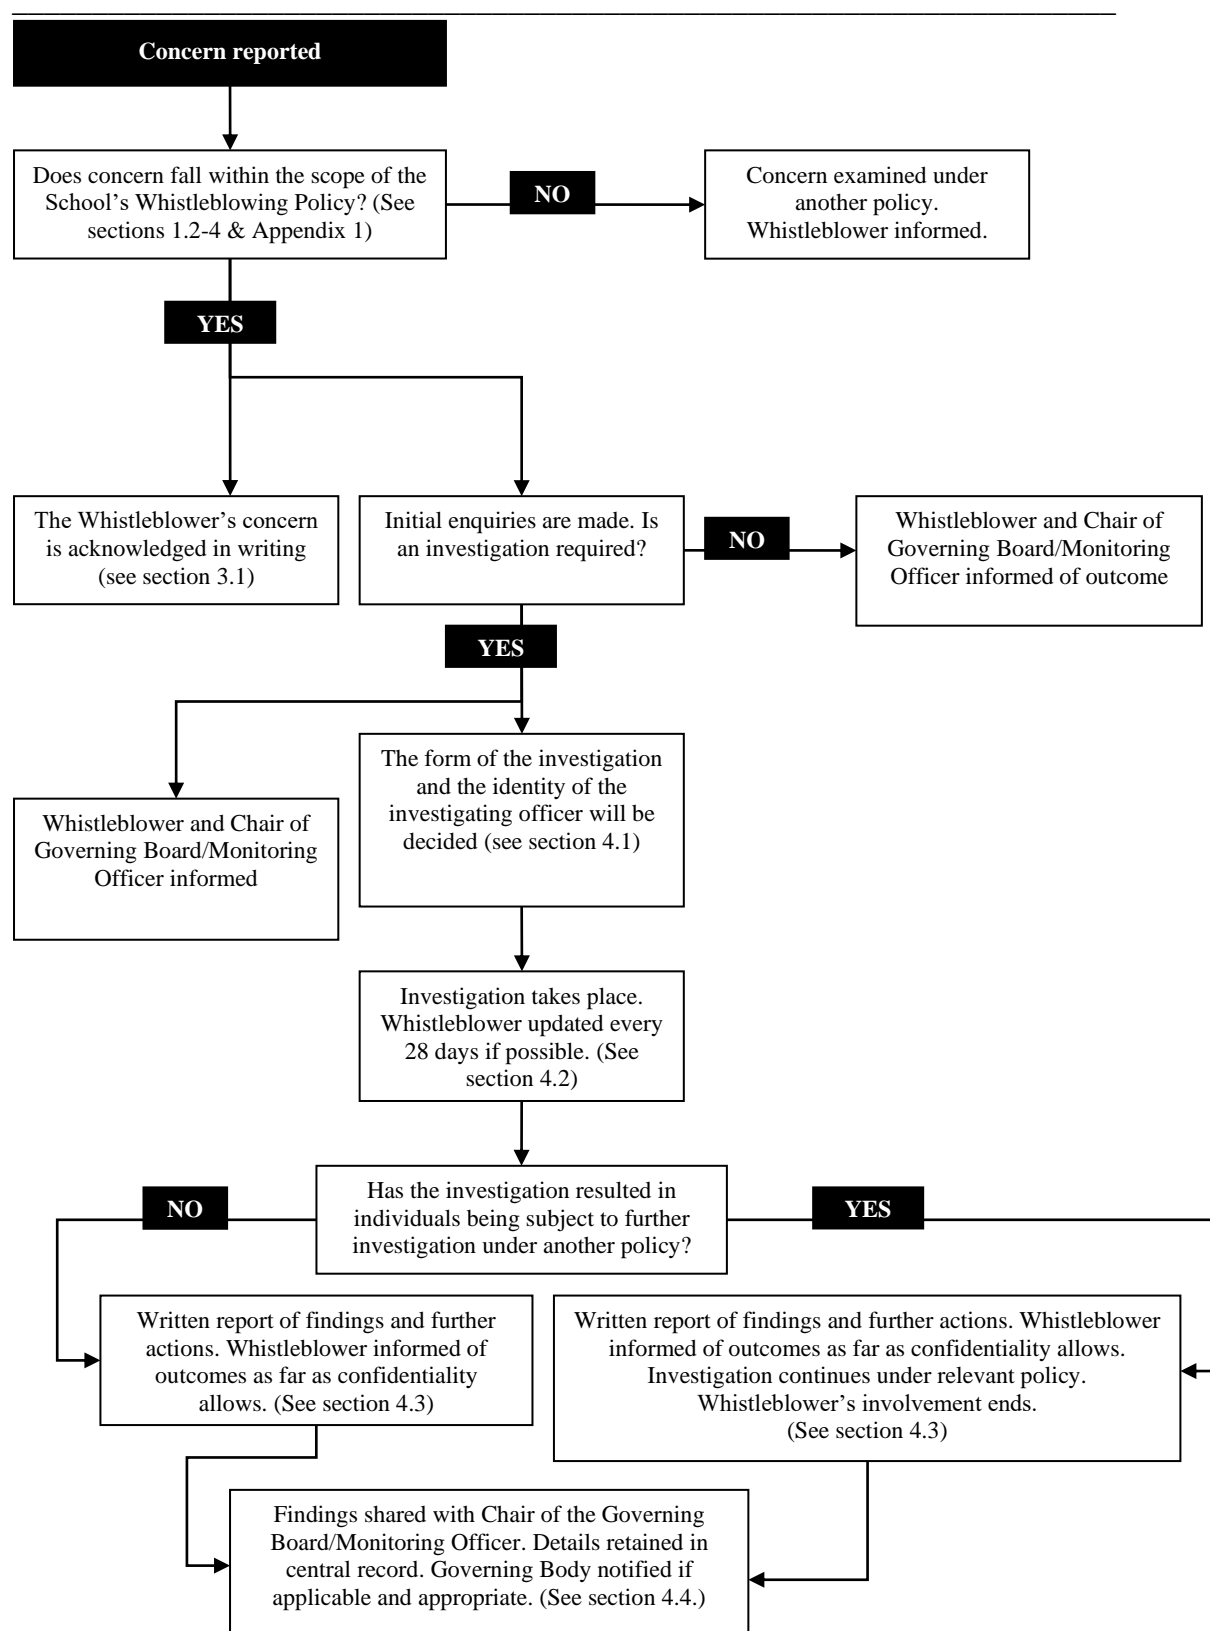 Concern reported
Does concern fall within the scope of the
School’s Whistleblowing Policy? (See
sections 1.2-4 & Appendix 1)
NO
Concern examined under
another policy.
Whistleblower informed.
YES
The Whistleblower’s concern
is acknowledged in writing
(see section 3.1)
Initial enquiries are made. Is
an investigation required?
NO
Whistleblower and Chair of
Governing Board/Monitoring
Officer informed of outcome
YES
The form of the investigation
and the identity of the
investigating officer will be
decided (see section 4.1)
Whistleblower and Chair of
Governing Board/Monitoring
Officer informed
Investigation takes place.
Whistleblower updated every
28 days if possible. (See
section 4.2)
Has the investigation resulted in
individuals being subject to further
investigation under another policy?
NO
YES
Written report of findings and further
actions. Whistleblower informed of
outcomes as far as confidentiality
allows. (See section 4.3)
Written report of findings and further actions. Whistleblower
informed of outcomes as far as confidentiality allows.
Investigation continues under relevant policy.
Whistleblower’s involvement ends.
(See section 4.3)
Findings shared with Chair of the Governing
Board/Monitoring Officer. Details retained in
central record. Governing Body notified if
applicable and appropriate. (See section 4.4.)